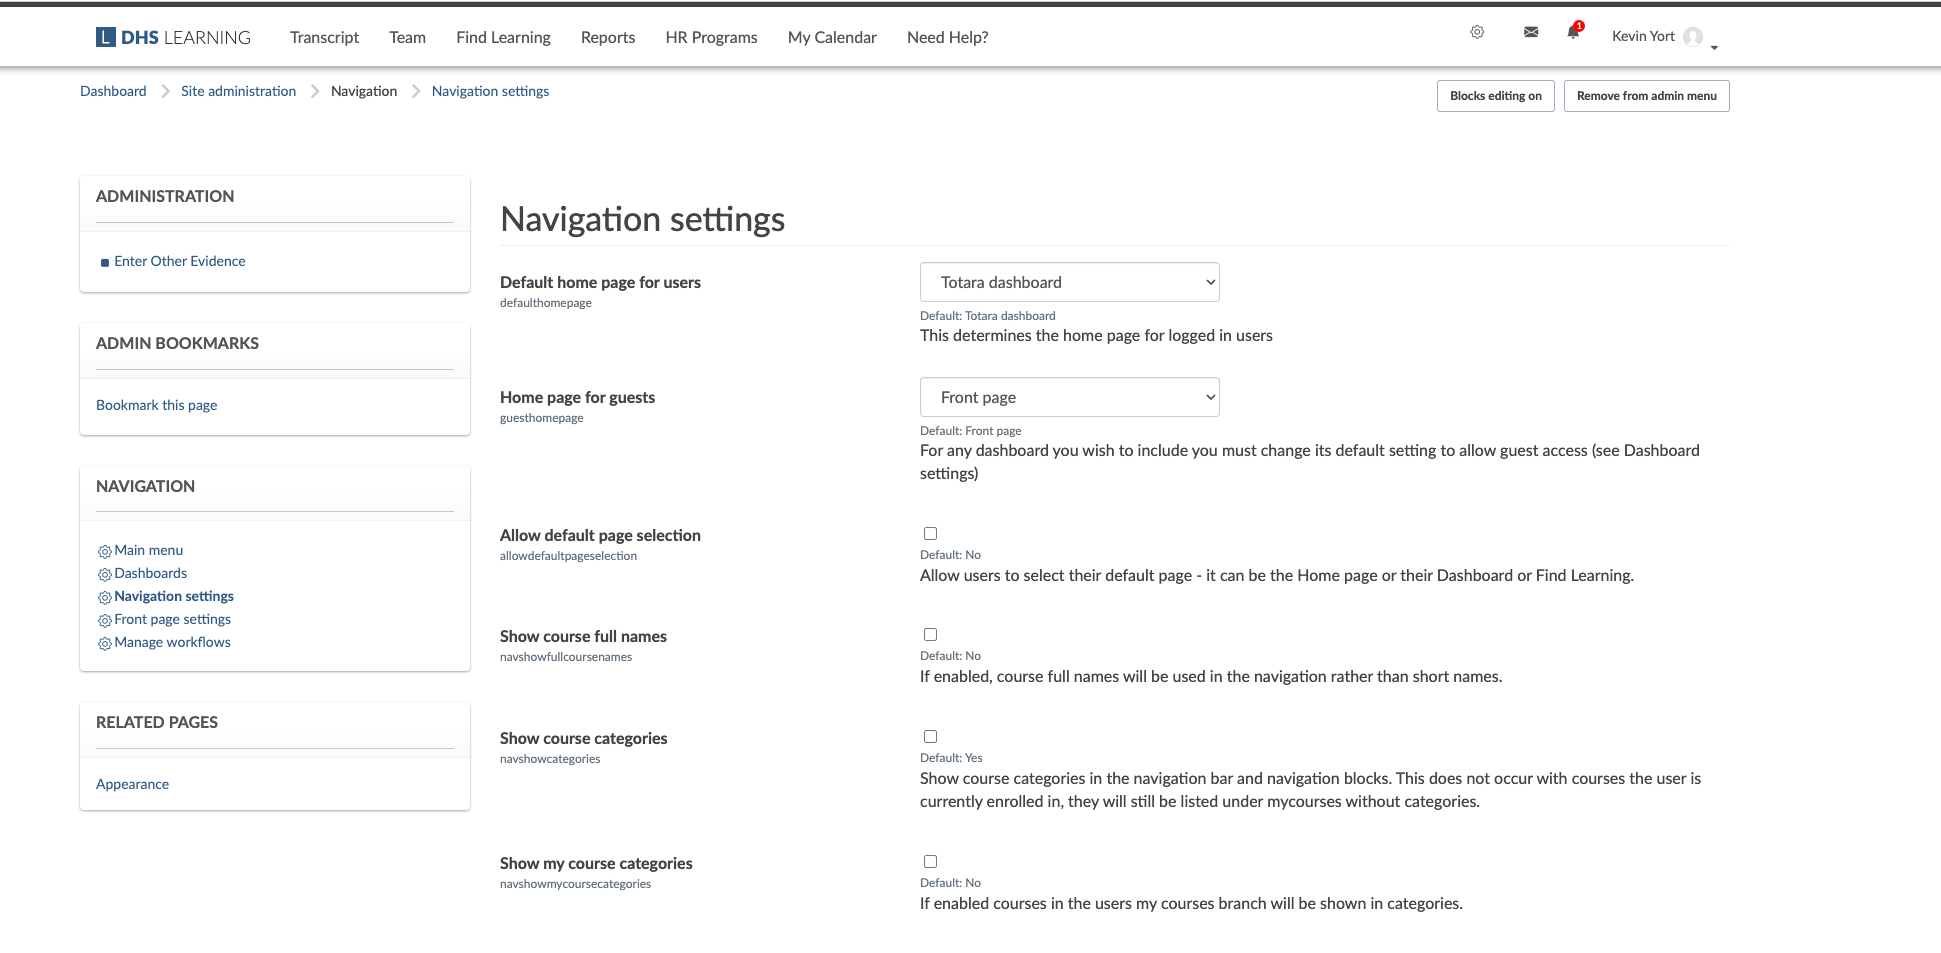 L DHS LEARNING
Transcript
Team
Find Learning
Reports
HR Programs
My Calendar
Need Help?
1
Kevin Yort
Dashboard
Site administration
Navigation
Navigation settings
Blocks editing on
Remove from admin menu
ADMINISTRATION
Enter Other Evidence
ADMIN BOOKMARKS
Bookmark this page
NAVIGATION
Main menu
Dashboards
Navigation settings
Front page settings
Manage workflows
RELATED PAGES
Appearance
Navigation settings
Default home page for users
defaulthomepage
Totara dashboard
Default: Totara dashboard
This determines the home page for logged in users
Home page for guests
guesthomepage
Front page
Default: Front page
For any dashboard you wish to include you must change its default setting to allow guest access (see Dashboard
settings)
Allow default page selection
allowdefaultpageselection
Default: No
Allow users to select their default page - it can be the Home page or their Dashboard or Find Learning.
Show course full names
navshowfullcoursenames
Default: No
If enabled, course full names will be used in the navigation rather than short names.
Show course categories
navshowcategories
Default: Yes
Show course categories in the navigation bar and navigation blocks. This does not occur with courses the user is
currently enrolled in, they will still be listed under mycourses without categories.
Show my course categories
navshowmycoursecategories
Default: No
If enabled courses in the users my courses branch will be shown in categories.